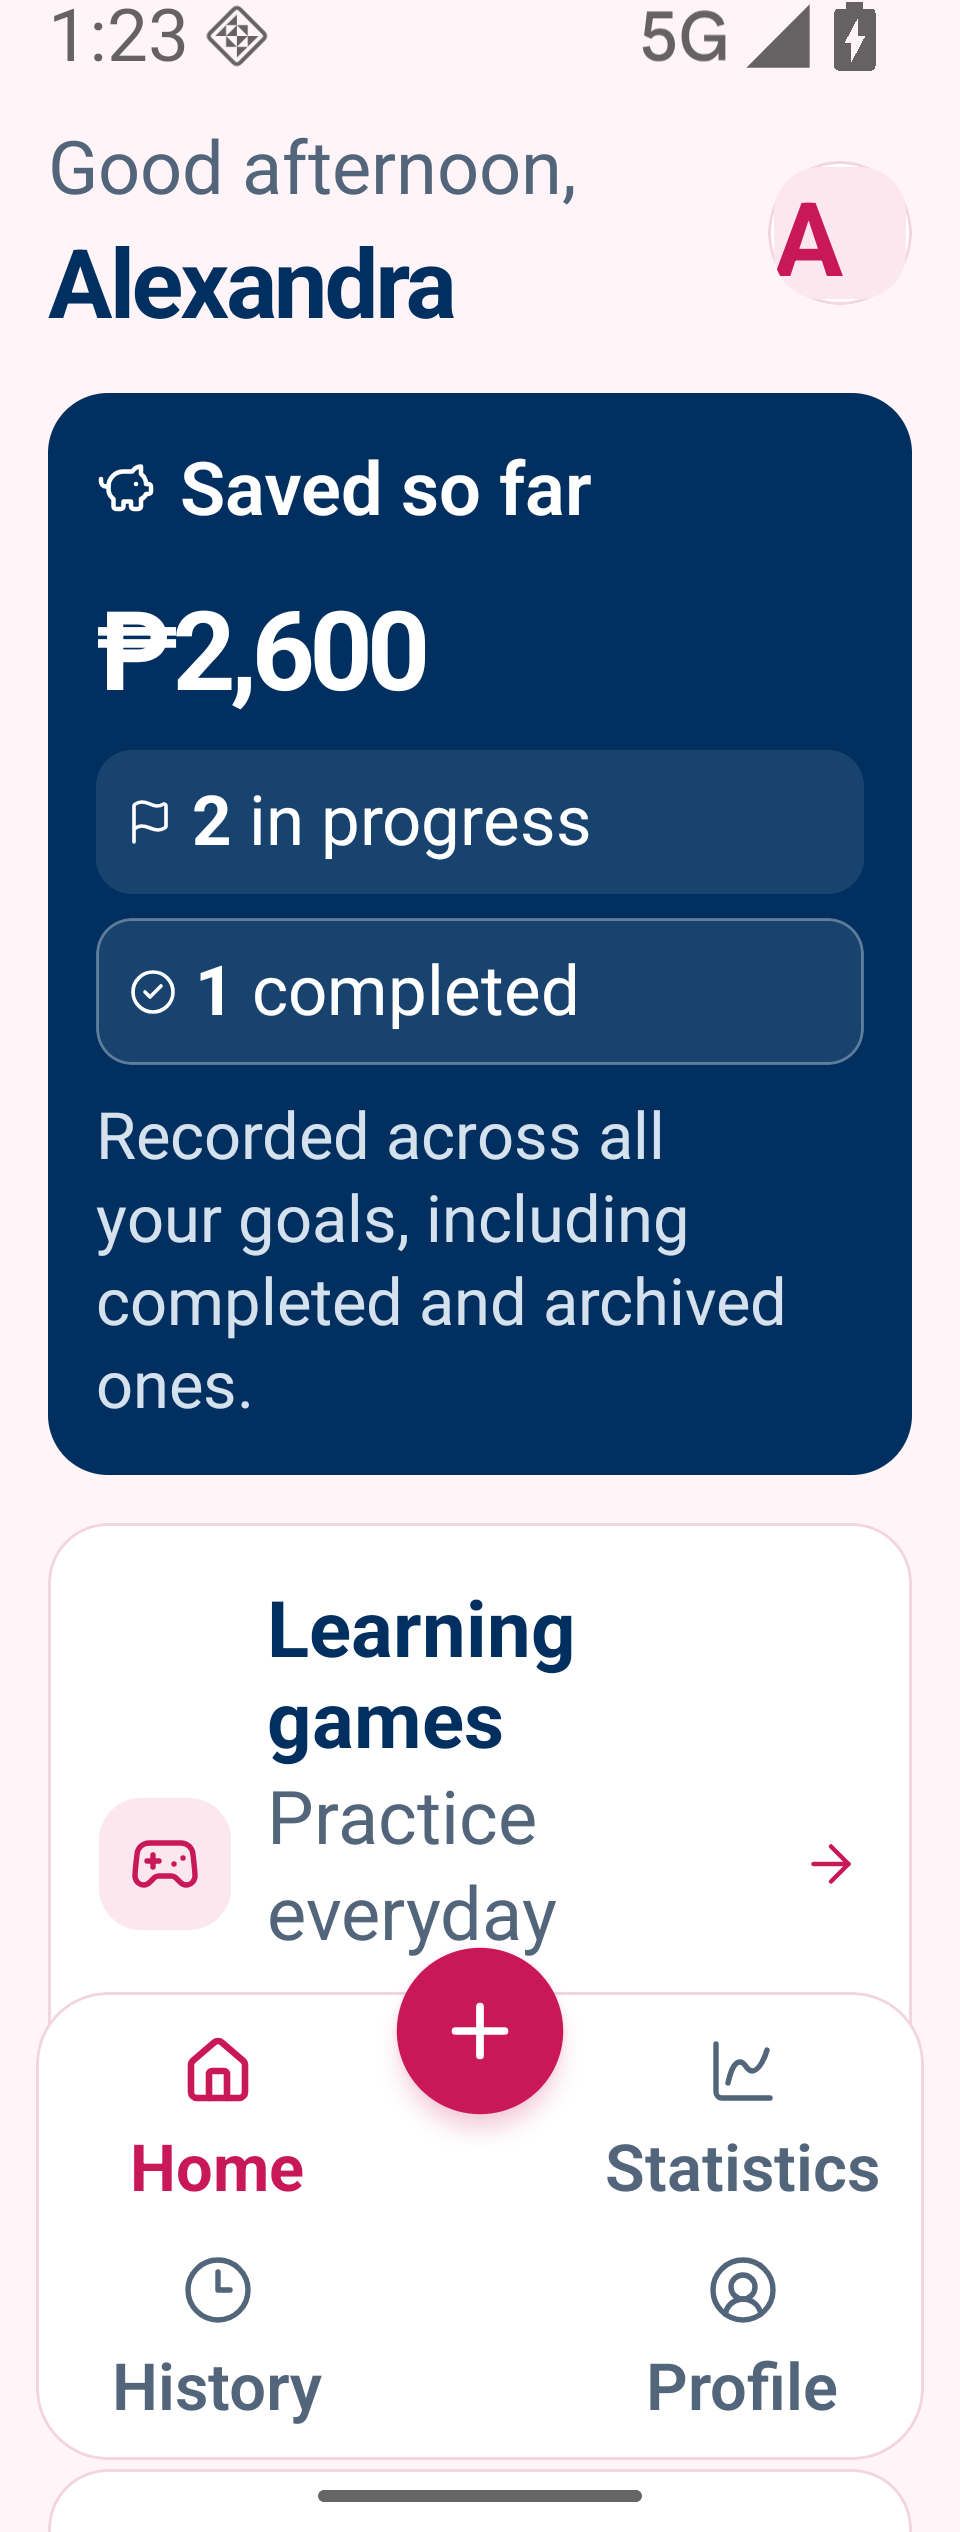 1:23 5G
Good afternoon,
Alexandra
A
Saved so far
₱2,600
2 in progress
1 completed
Recorded across all
your goals, including
completed and archived
ones.
Learning
games
Practice
everyday
Home
Statistics
History
Profile